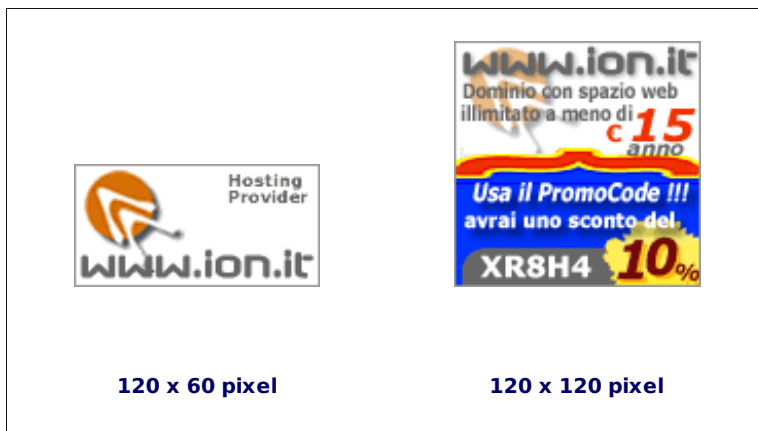 Hosting
Provider
www.ion.it
120 x 60 pixel
www.ion.it
Dominio con spazio web
illimitato a meno di
€ 15
anno
Usa il PromoCode !!!
avrai uno sconto del
XR8H4 10%
120 x 120 pixel